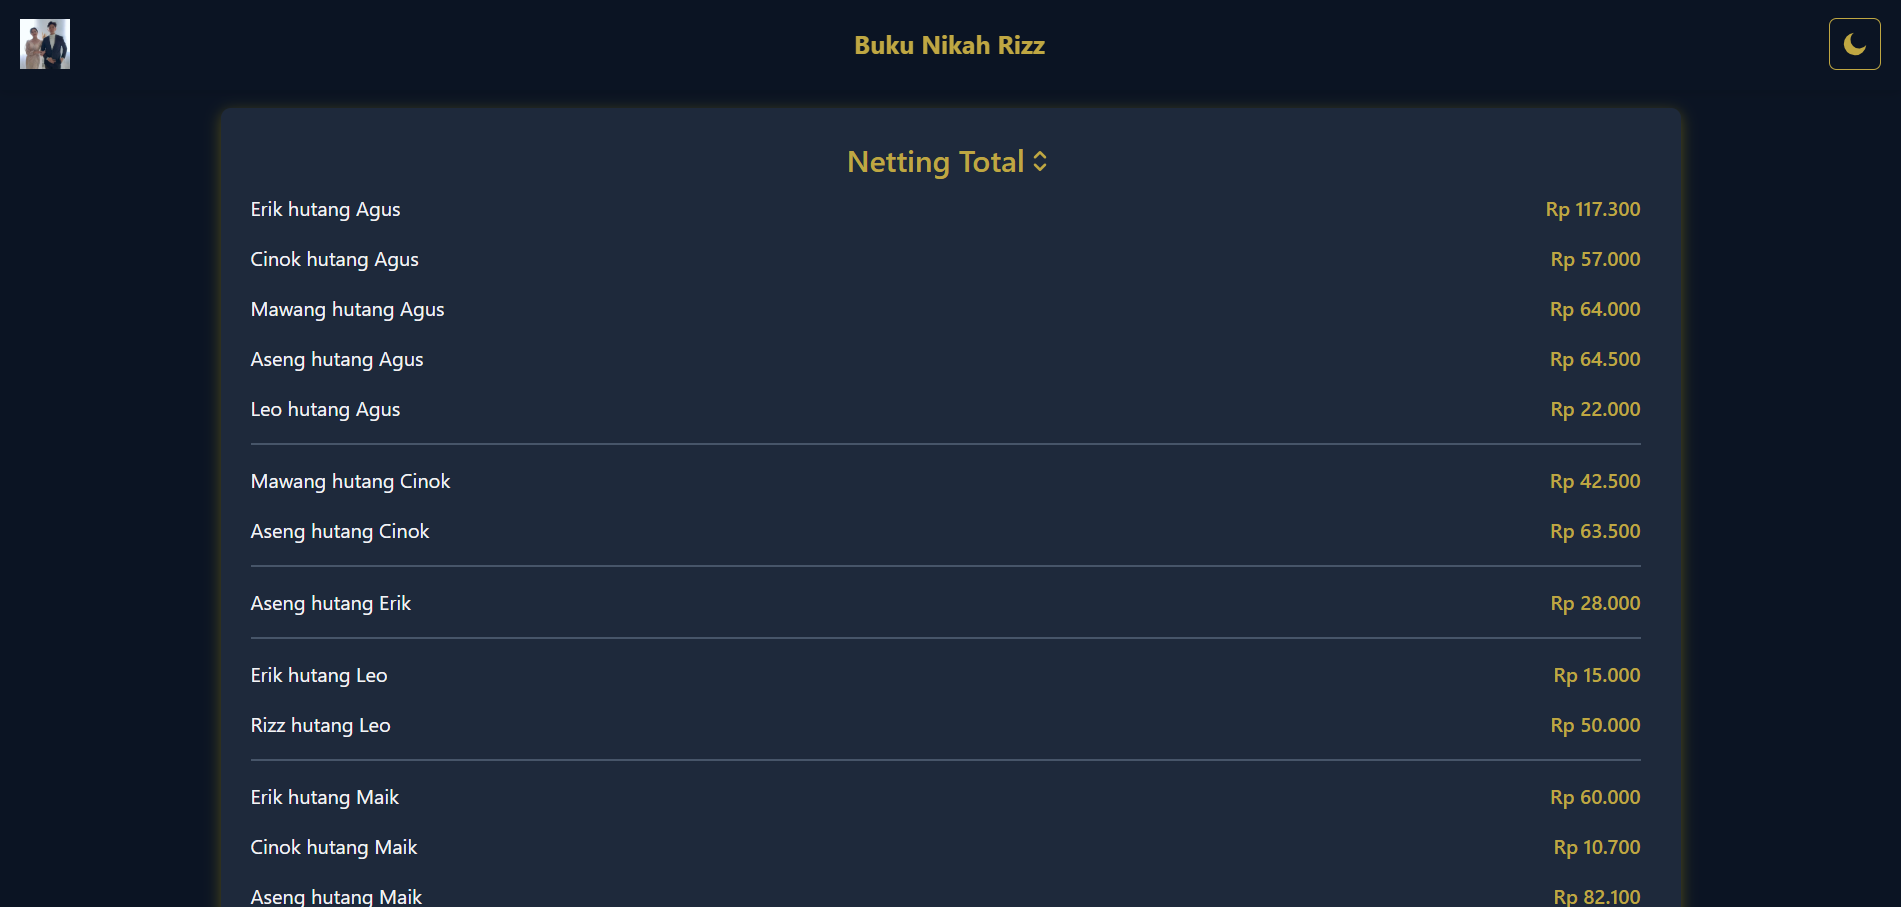 Buku Nikah Rizz
Netting Total
Erik hutang Agus Rp 117.300
Cinok hutang Agus Rp 57.000
Mawang hutang Agus Rp 64.000
Aseng hutang Agus Rp 64.500
Leo hutang Agus Rp 22.000
Mawang hutang Cinok Rp 42.500
Aseng hutang Cinok Rp 63.500
Aseng hutang Erik Rp 28.000
Erik hutang Leo Rp 15.000
Rizz hutang Leo Rp 50.000
Erik hutang Maik Rp 60.000
Cinok hutang Maik Rp 10.700
Aseng hutang Maik Rp 82.100